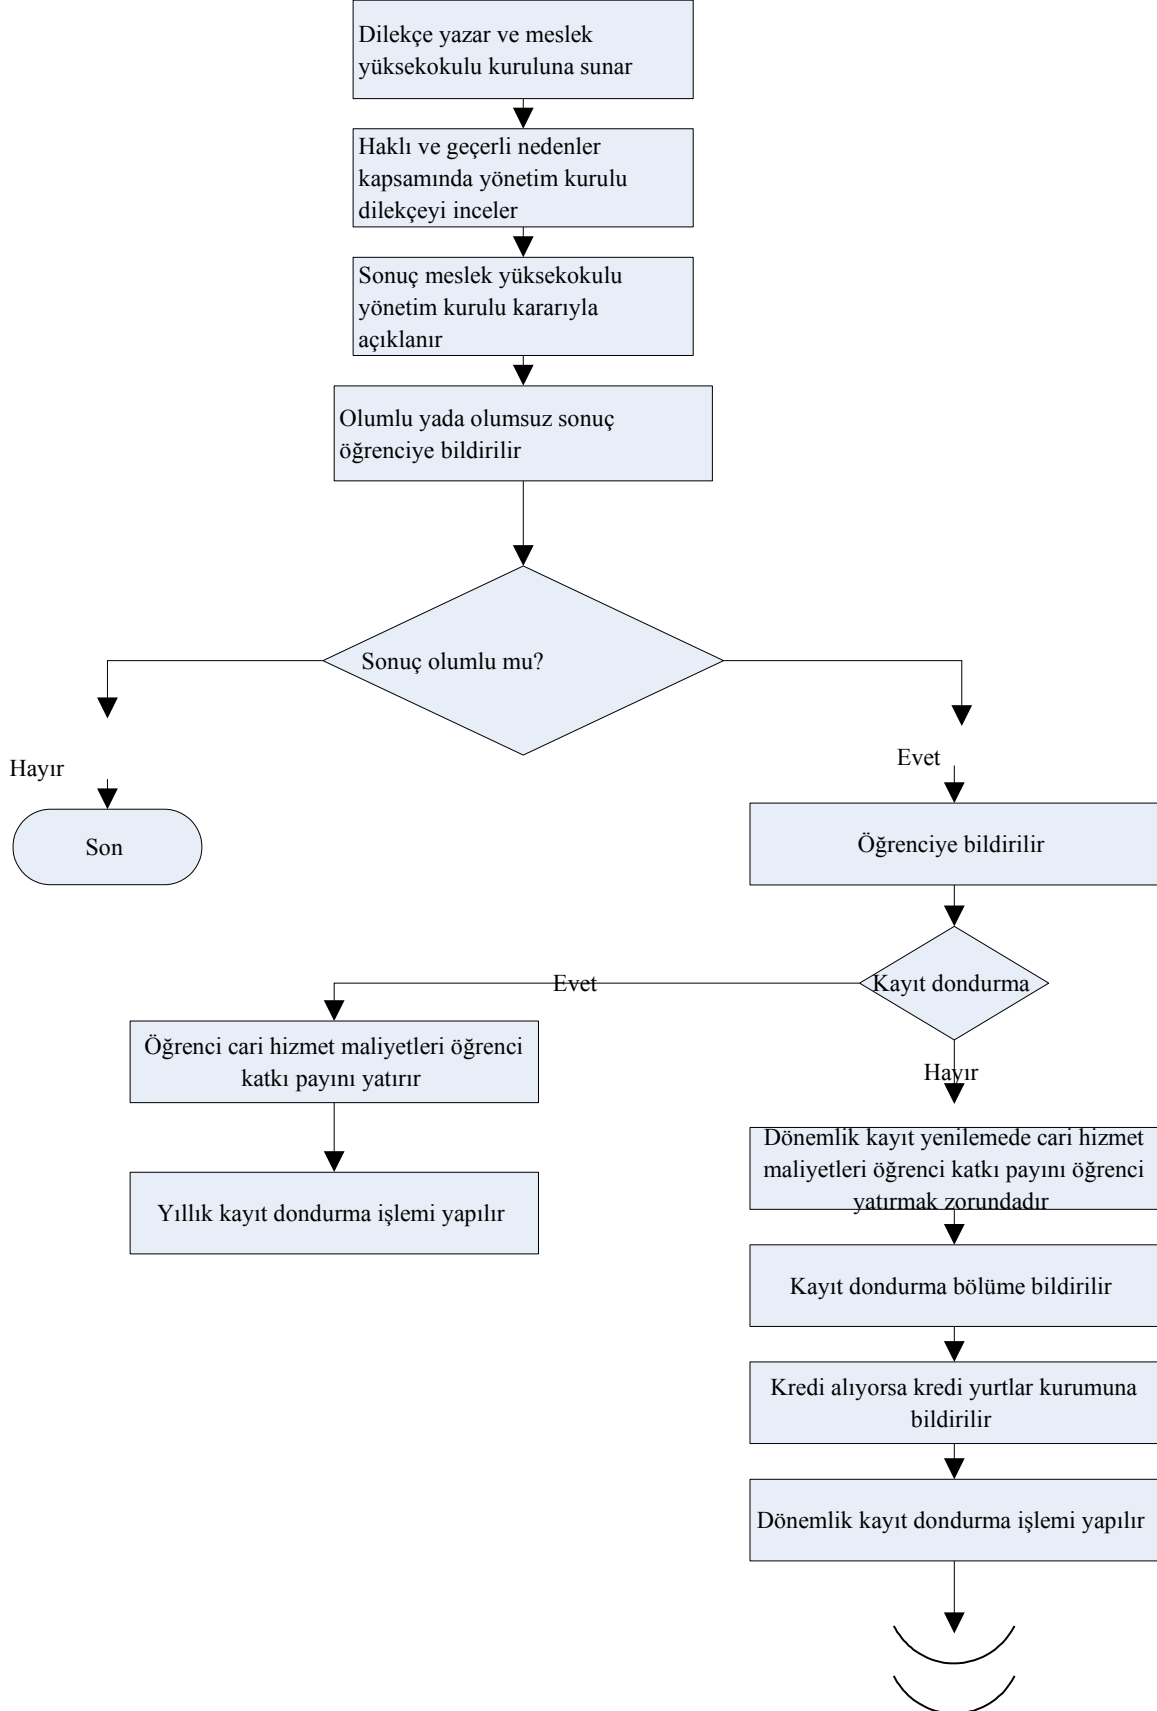 Dilekçe yazar ve meslek
yüksekokulu kuruluna sunar
Haklı ve geçerli nedenler
kapsamında yönetim kurulu
dilekçeyi inceler
Sonuç meslek yüksekokulu
yönetim kurulu kararıyla
açıklanır
Olumlu yada olumsuz sonuç
öğrenciye bildirilir
Sonuç olumlu mu?
Hayır
Evet
Son
Öğrenciye bildirilir
Kayıt dondurma
Evet
Hayır
Öğrenci cari hizmet maliyetleri öğrenci
katkı payını yatırır
Yıllık kayıt dondurma işlemi yapılır
Dönemlik kayıt yenilemede cari hizmet
maliyetleri öğrenci katkı payını öğrenci
yatırmak zorundadır
Kayıt dondurma bölüme bildirilir
Kredi alıyorsa kredi yurtlar kurumuna
bildirilir
Dönemlik kayıt dondurma işlemi yapılır